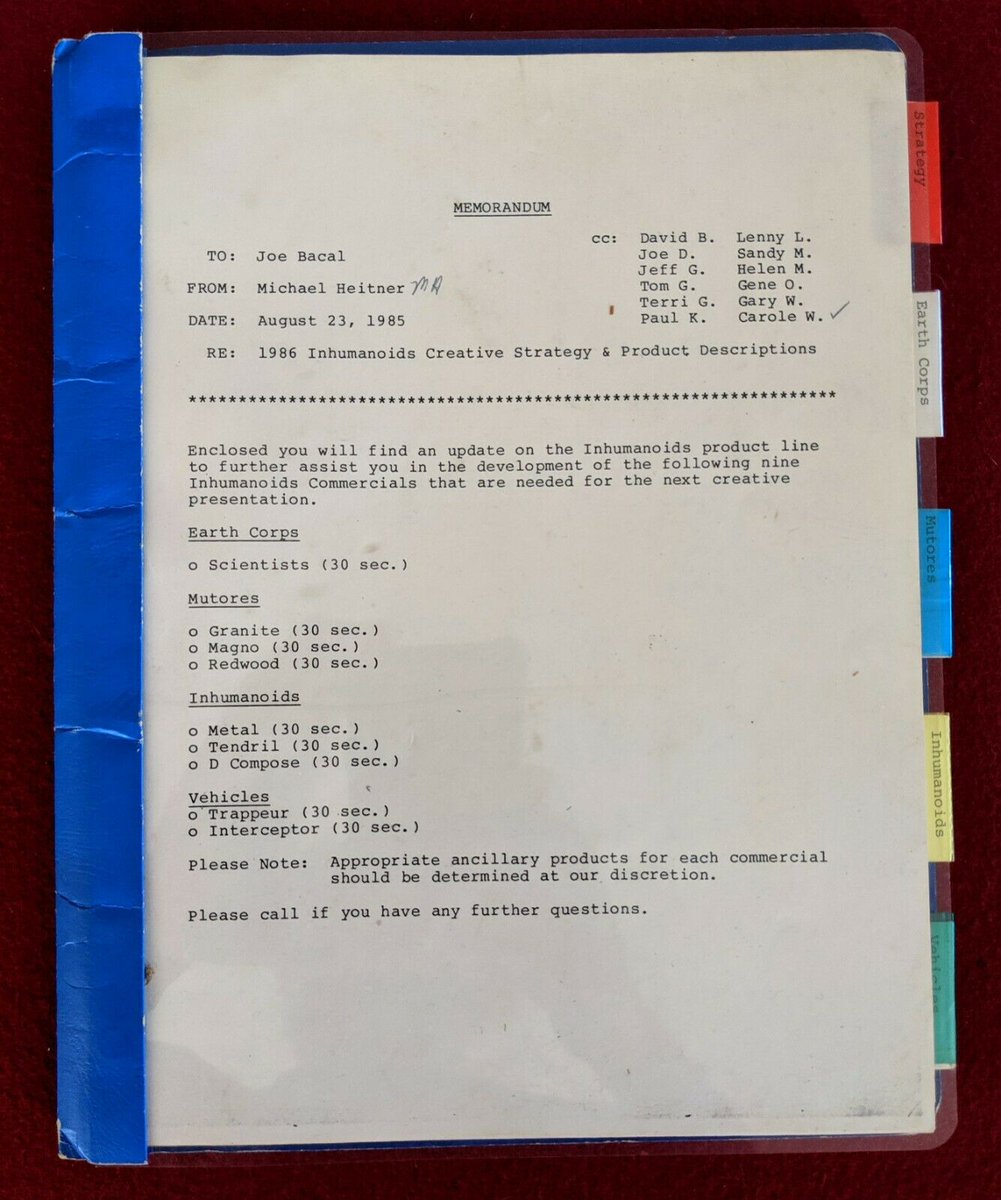 MEMORANDUM
cc: David B. Lenny L.
TO: Joe Bacal Joe D. Sandy M.
Jeff G. Helen M.
FROM: Michael Heitner Tom G. Gene O.
Terri G. Gary W.
DATE: August 23, 1985 Paul K. Carole W.
RE: 1986 Inhumanoids Creative Strategy & Product Descriptions
*****************************************************************
Enclosed you will find an update on the Inhumanoids product line
to further assist you in the development of the following nine
Inhumanoids Commercials that are needed for the next creative
presentation.
Earth Corps
o Scientists (30 sec.)
Mutores
o Granite (30 sec.)
o Magno (30 sec.)
o Redwood (30 sec.)
Inhumanoids
o Metal (30 sec.)
o Tendril (30 sec.)
o D Compose (30 sec.)
Vehicles
o Trappeur (30 sec.)
o Interceptor (30 sec.)
Please Note: Appropriate ancillary products for each commercial
should be determined at our discretion.
Please call if you have any further questions.
Strategy
Earth Corps
Mutores
Inhumanoids
Vehicles